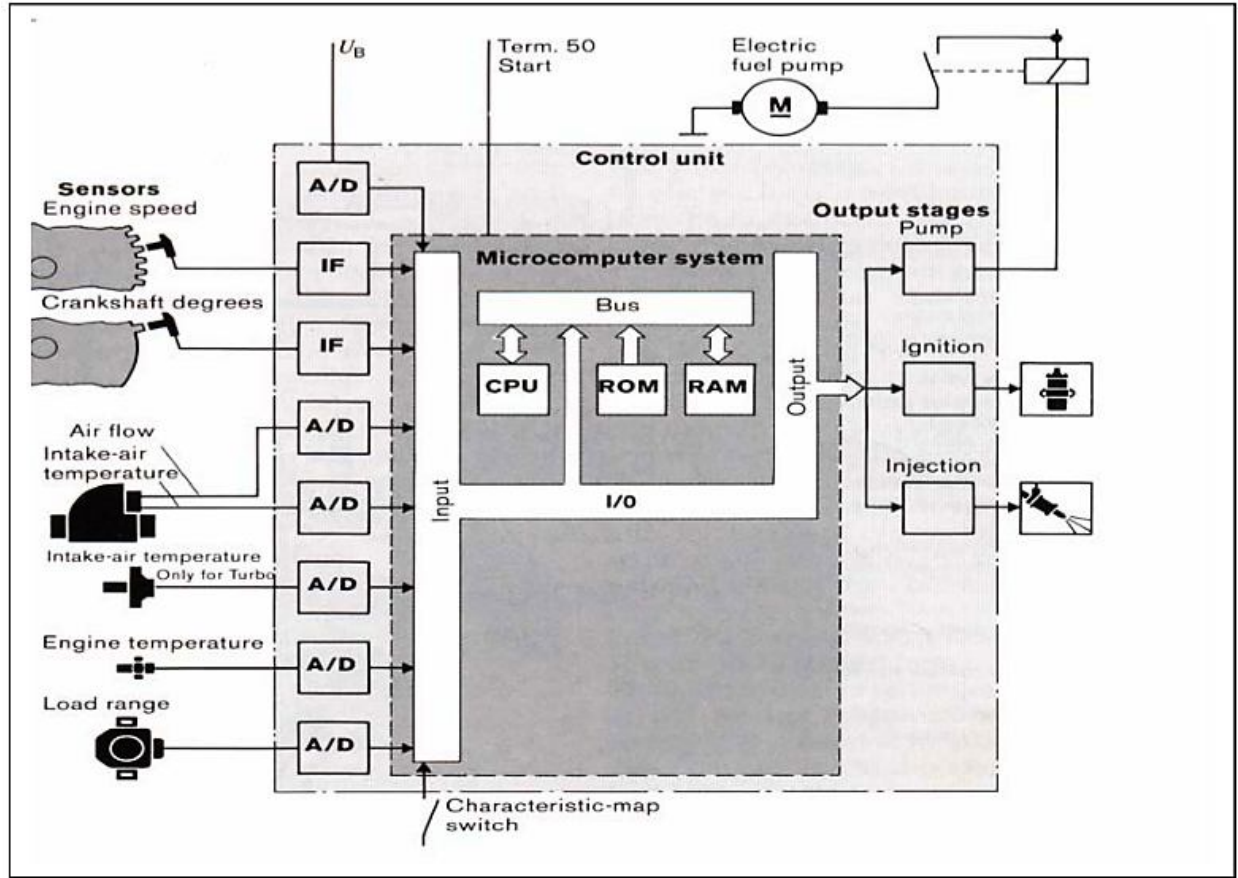 U_B
Term. 50
Start
Electric
fuel pump
M
Control unit
Sensors
Engine speed
A/D
IF
Crankshaft degrees
IF
Air flow
Intake-air
temperature
A/D
A/D
Intake-air temperature
Only for Turbo
A/D
Engine temperature
A/D
Load range
A/D
Input
Microcomputer system
Bus
CPU
ROM
RAM
I/O
Output
Output stages
Pump
Ignition
Injection
Characteristic-map
switch